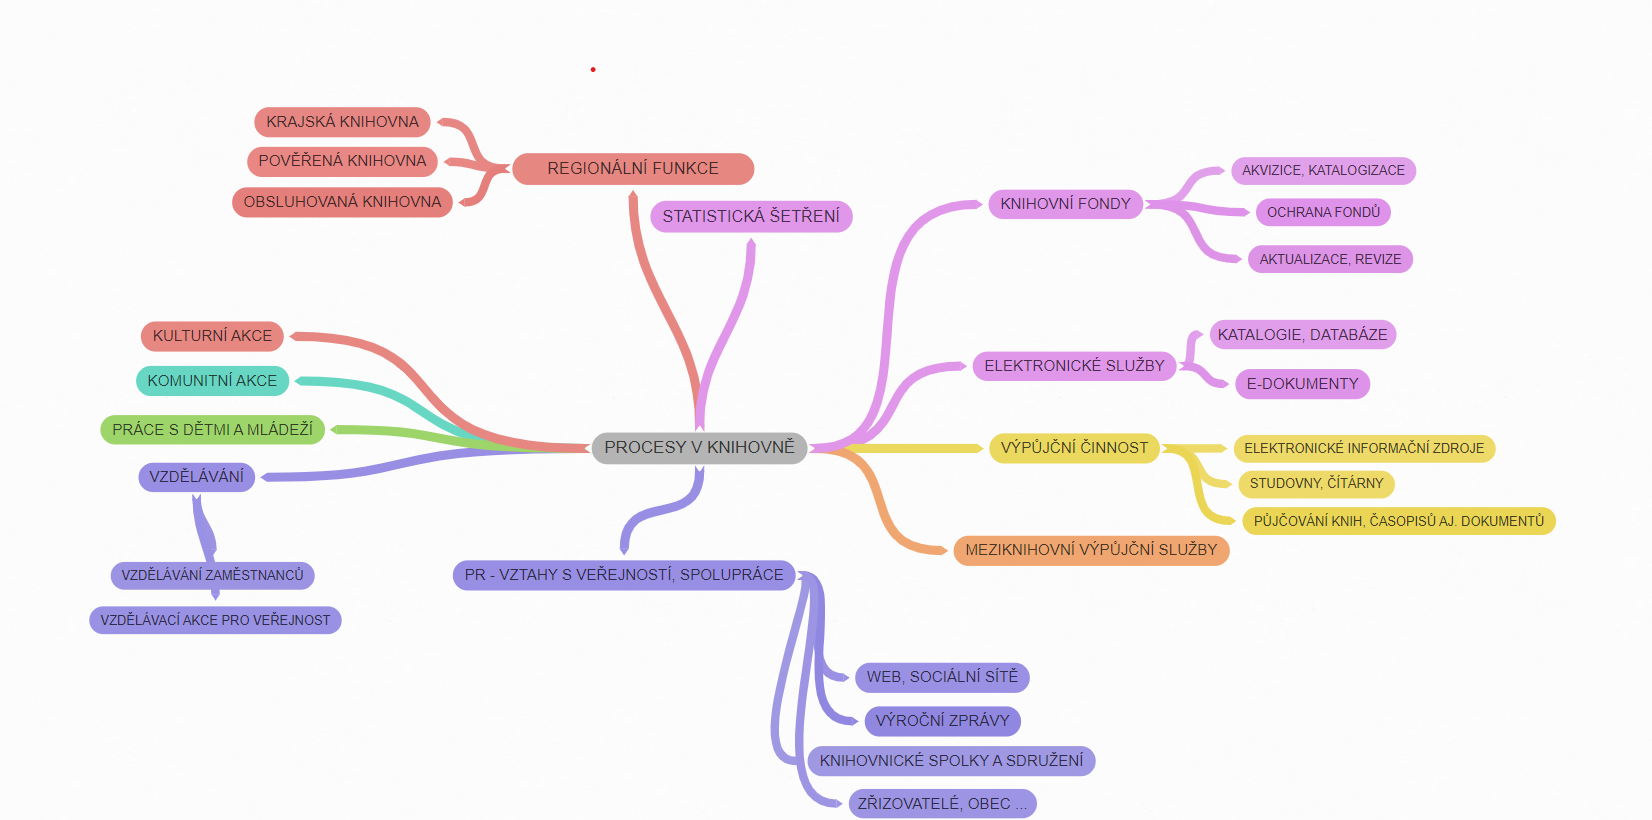 KRAJSKÁ KNIHOVNA
POVĚŘENÁ KNIHOVNA
OBSLUHOVANÁ KNIHOVNA
REGIONÁLNÍ FUNKCE
STATISTICKÁ ŠETŘENÍ
KNIHOVNÍ FONDY
AKVIZICE, KATALOGIZACE
OCHRANA FONDŮ
AKTUALIZACE, REVIZE
ELEKTRONICKÉ SLUŽBY
KATALOGIE, DATABÁZE
E-DOKUMENTY
KULTURNÍ AKCE
KOMUNITNÍ AKCE
PRÁCE S DĚTMI A MLÁDEŽÍ
VZDĚLÁVÁNÍ
VZDĚLÁVÁNÍ ZAMĚSTNANCŮ
VZDĚLÁVACÍ AKCE PRO VEŘEJNOST
PROCESY V KNIHOVNĚ
VÝPŮJČNÍ ČINNOST
ELEKTRONICKÉ INFORMAČNÍ ZDROJE
STUDOVNY, ČÍTÁRNY
PŮJČOVÁNÍ KNIH, ČASOPISŮ AJ. DOKUMENTŮ
MEZIKNIHOVNÍ VÝPŮJČNÍ SLUŽBY
PR - VZTAHY S VEŘEJNOSTÍ, SPOLUPRÁCE
WEB, SOCIÁLNÍ SÍTĚ
VÝROČNÍ ZPRÁVY
KNIHOVNICKÉ SPOLKY A SDRUŽENÍ
ZŘIZOVATELÉ, OBEC ...